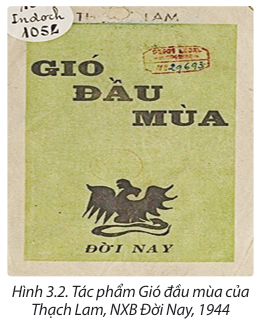 Indoch
1052
LAM
GIÓ
ĐẦU
MÙA
29693
ĐỜI NAY
Hình 3.2. Tác phẩm Gió đầu mùa của
Thạch Lam, NXB Đời Nay, 1944